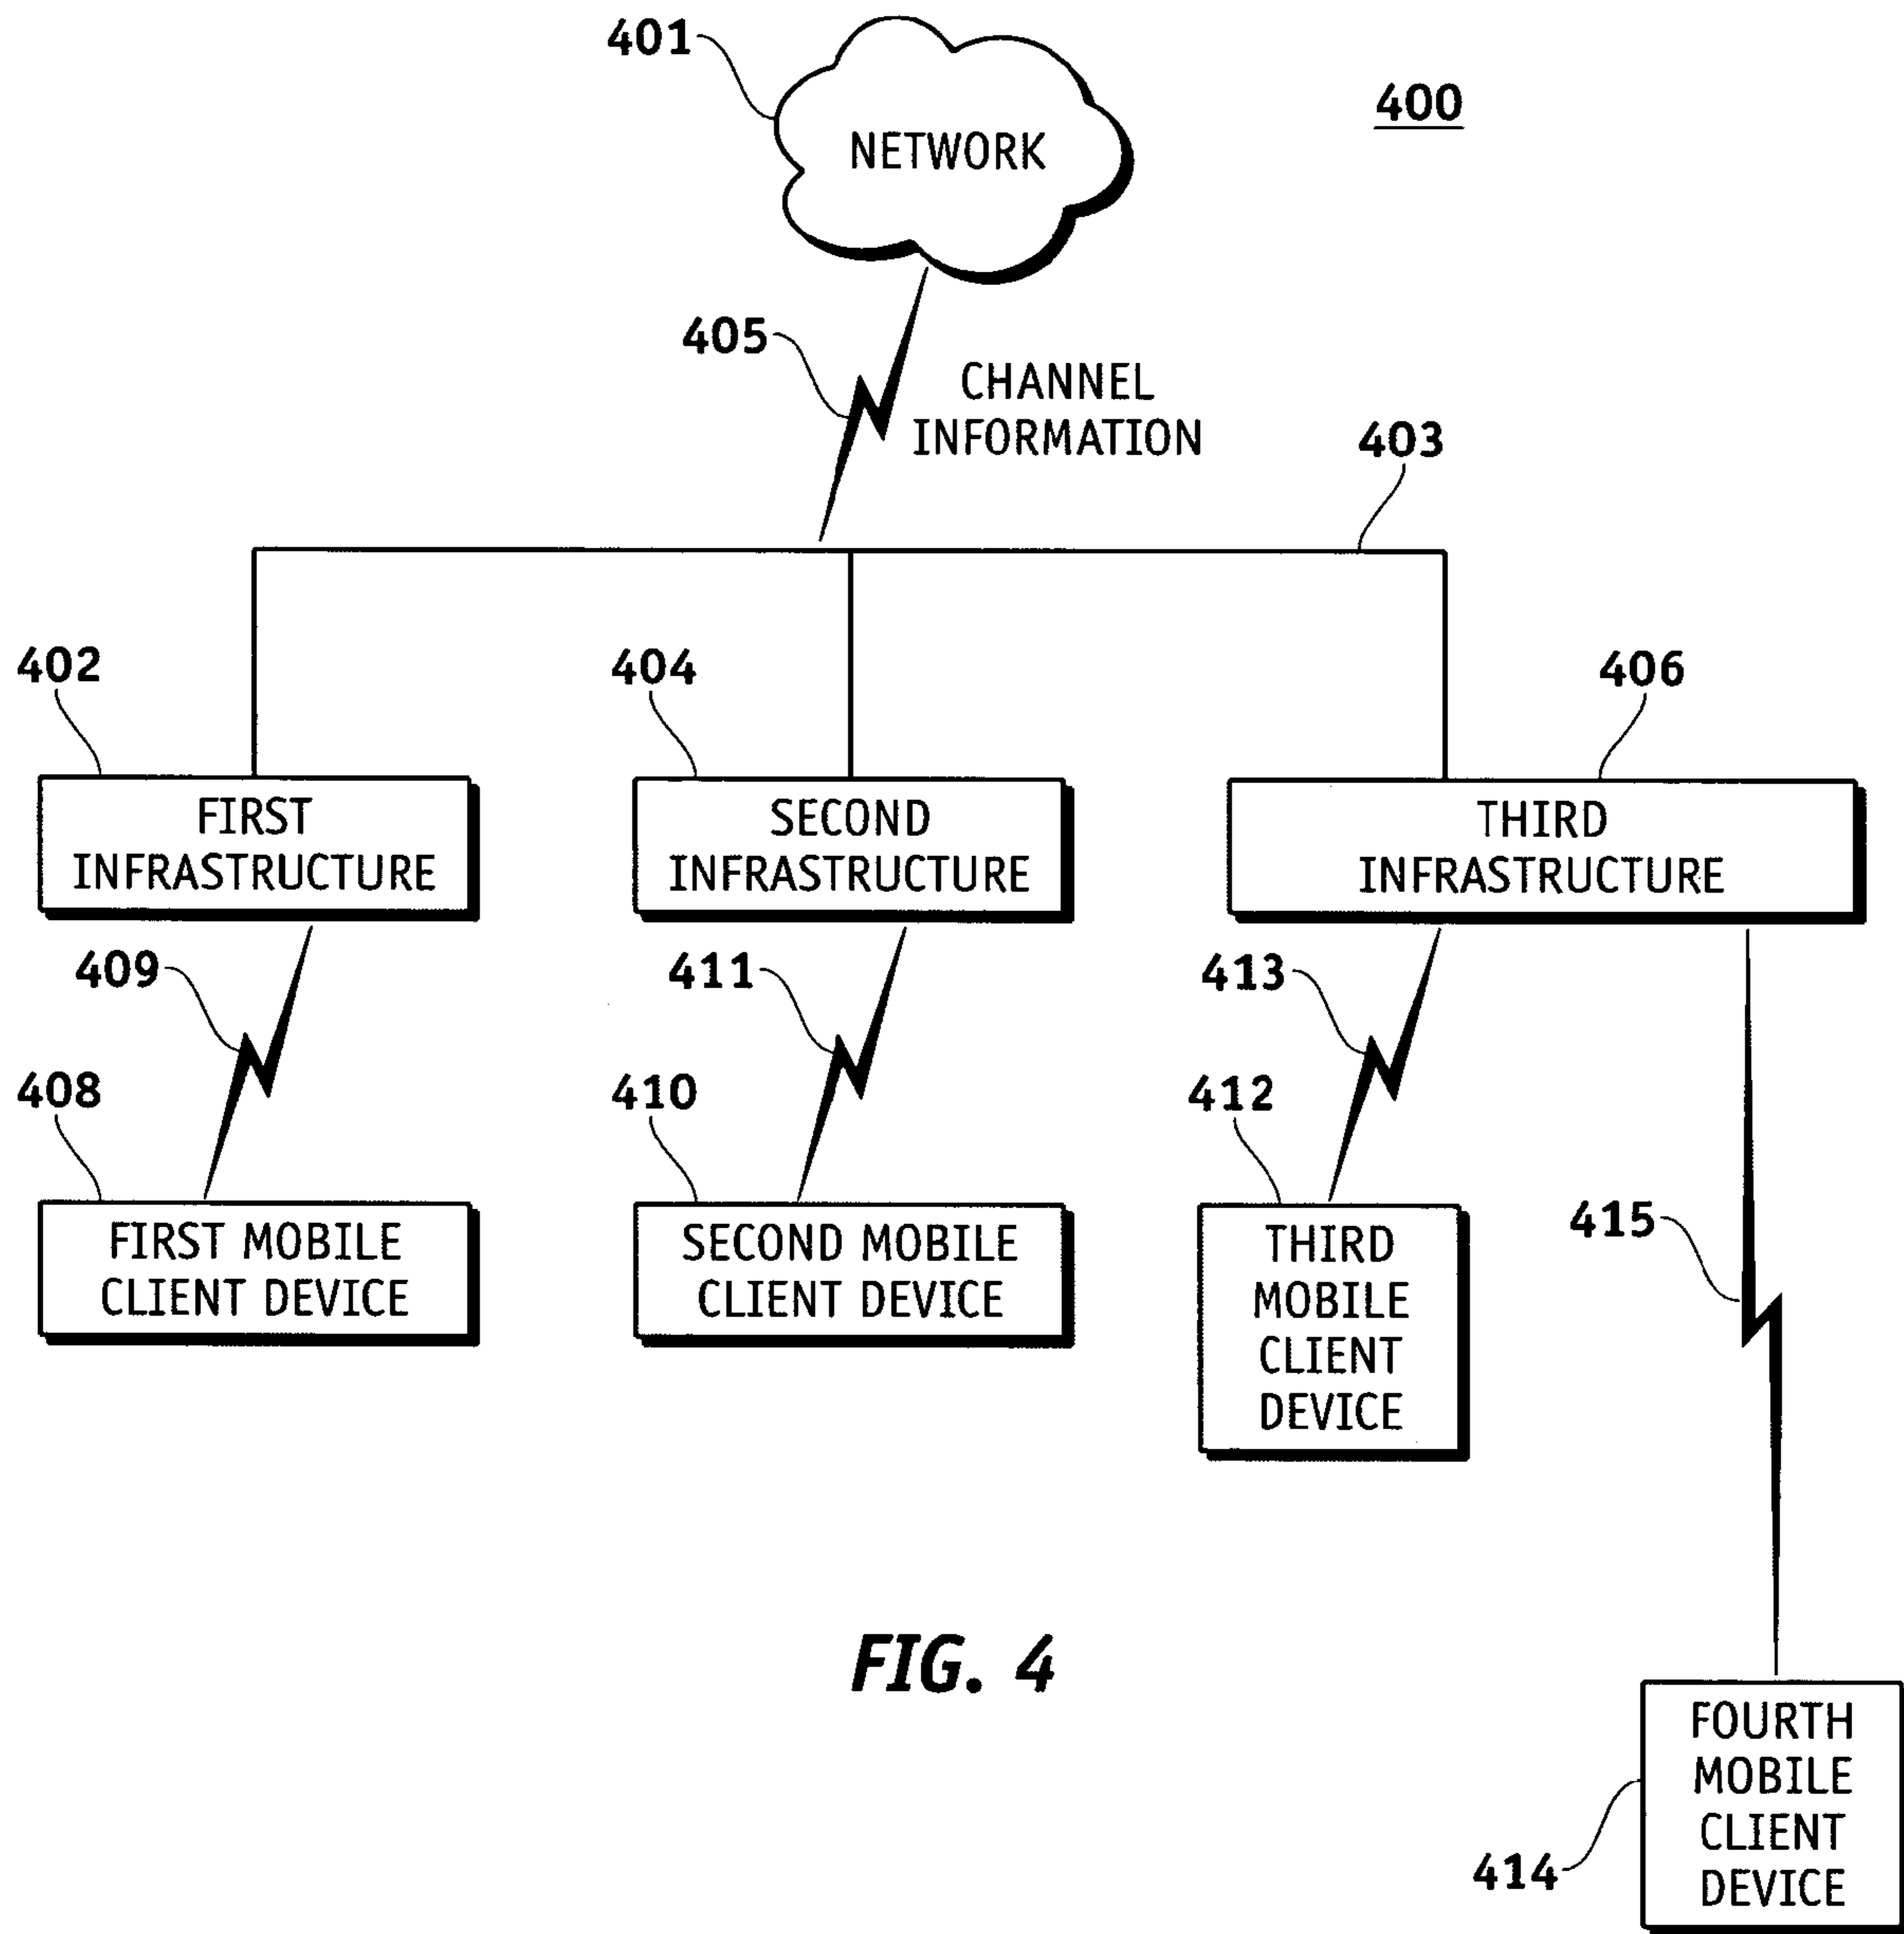 401
400
NETWORK
405
CHANNEL
INFORMATION
403
402
404
406
FIRST
INFRASTRUCTURE
SECOND
INFRASTRUCTURE
THIRD
INFRASTRUCTURE
409
411
413
408
410
412
FIRST MOBILE
CLIENT DEVICE
SECOND MOBILE
CLIENT DEVICE
THIRD
MOBILE
CLIENT
DEVICE
415
FIG. 4
FOURTH
MOBILE
CLIENT
DEVICE
414